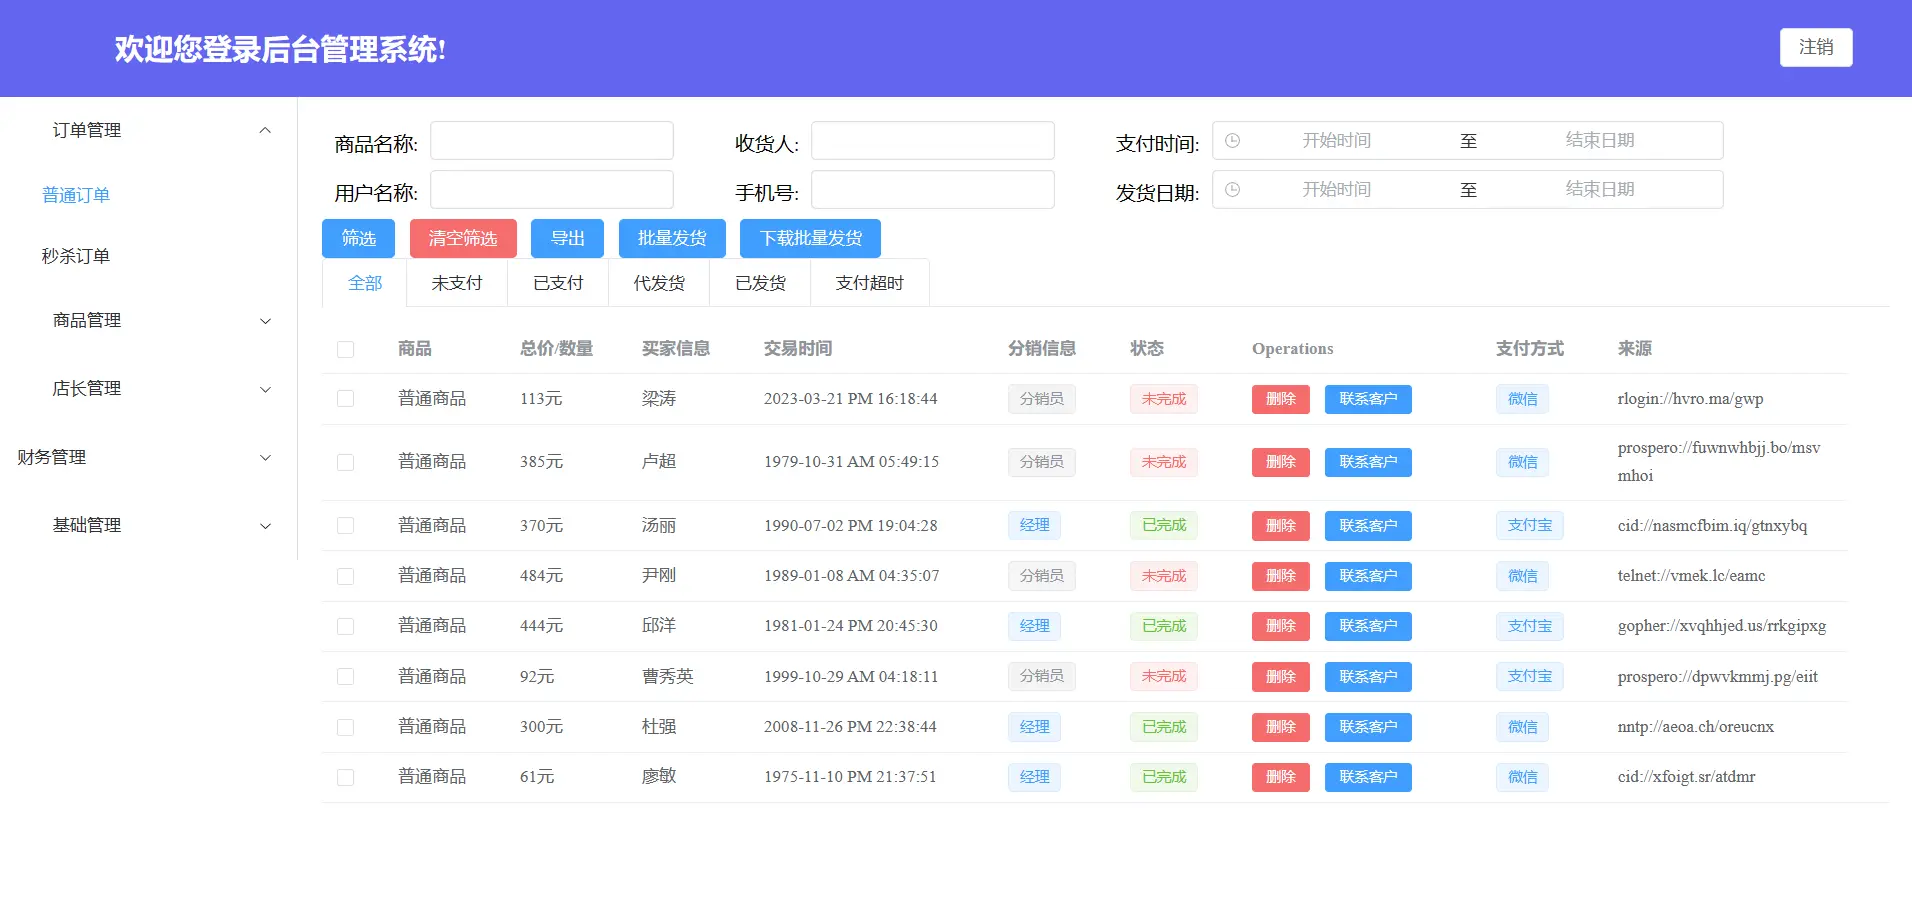 欢迎您登录后台管理系统!
注销
订单管理
普通订单
秒杀订单
商品管理
店长管理
财务管理
基础管理
商品名称: 收货人: 支付时间: 开始时间 至 结束日期
用户名称: 手机号: 发货日期: 开始时间 至 结束日期
筛选 清空筛选 导出 批量发货 下载批量发货
全部 未支付 已支付 代发货 已发货 支付超时
商品 总价/数量 买家信息 交易时间 分销信息 状态 Operations 支付方式 来源
普通商品 113元 梁涛 2023-03-21 PM 16:18:44 分销员 未完成 删除 联系客户 微信 rlogin://hvro.ma/gwp
普通商品 385元 卢超 1979-10-31 AM 05:49:15 分销员 未完成 删除 联系客户 微信 prospero://fuwnwhbjj.bo/msv
mhoi
普通商品 370元 汤丽 1990-07-02 PM 19:04:28 经理 已完成 删除 联系客户 支付宝 cid://nasmcfbim.iq/gtnxybq
普通商品 484元 尹刚 1989-01-08 AM 04:35:07 分销员 未完成 删除 联系客户 微信 telnet://vmek.lc/eamc
普通商品 444元 邱洋 1981-01-24 PM 20:45:30 经理 已完成 删除 联系客户 支付宝 gopher://xvqhhjed.us/rrkgipxg
普通商品 92元 曹秀英 1999-10-29 AM 04:18:11 分销员 未完成 删除 联系客户 支付宝 prospero://dpwvkmmj.pg/eiit
普通商品 300元 杜强 2008-11-26 PM 22:38:44 经理 已完成 删除 联系客户 微信 nntp://aeoa.ch/oreucnx
普通商品 61元 廖敏 1975-11-10 PM 21:37:51 经理 已完成 删除 联系客户 微信 cid://xfoigt.sr/atdmr